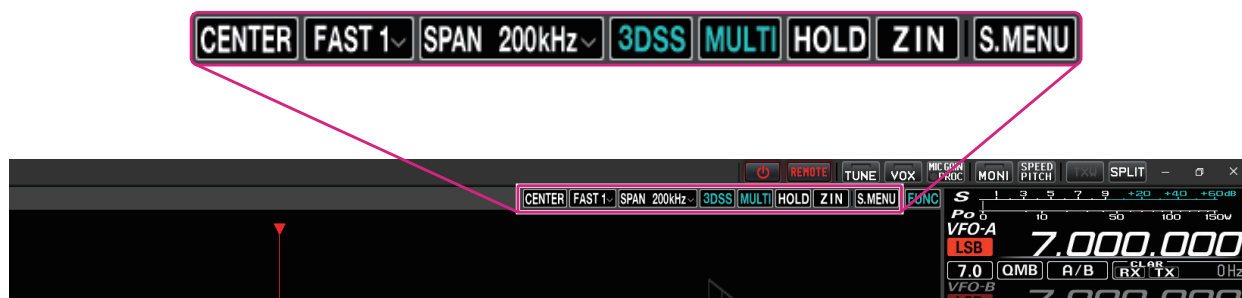 CENTER FAST 1 SPAN 200kHz 3DSS MULTI HOLD ZIN S.MENU
REMOTE TUNE VOX MIC GAIN PROC MONI SPEED PITCH TXW SPLIT
CENTER FAST 1 SPAN 200kHz 3DSS MULTI HOLD ZIN S.MENU FUNC
S 1 3 5 7 9 +20 +40 +60dB
Po 0 10 50 100 150W
VFO-A
LSB 7.000.000
7.0 QMB A/B CLAR RX TX 0Hz
VFO-B